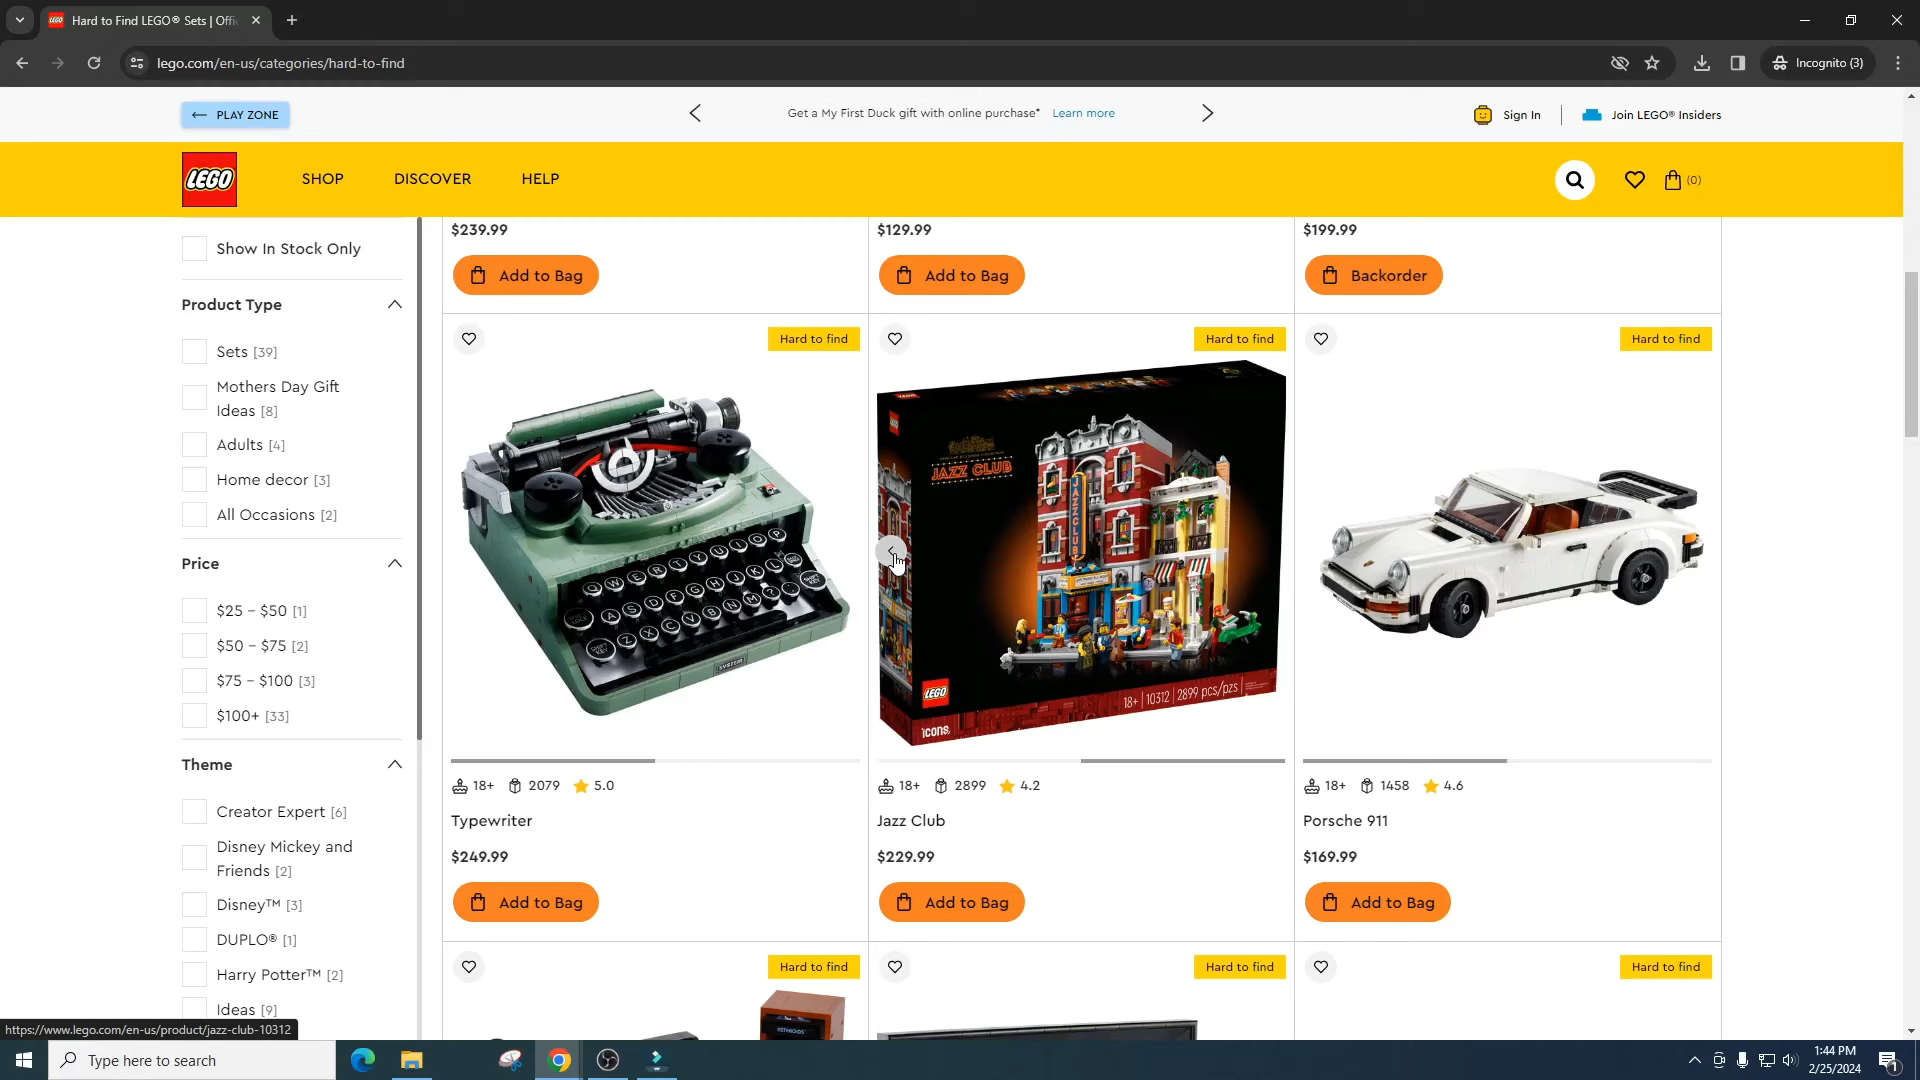 Hard to Find LEGO® Sets | Offic
lego.com/en-us/categories/hard-to-find
Incognito (3)
PLAY ZONE
Get a My First Duck gift with online purchase* Learn more
Sign In
Join LEGO® Insiders
LEGO
SHOP
DISCOVER
HELP
(0)
Show In Stock Only
Product Type
Sets [39]
Mothers Day Gift
Ideas [8]
Adults [4]
Home decor [3]
All Occasions [2]
Price
$25 – $50 [1]
$50 – $75 [2]
$75 – $100 [3]
$100+ [33]
Theme
Creator Expert [6]
Disney Mickey and
Friends [2]
Disney™ [3]
DUPLO® [1]
Harry Potter™ [2]
Ideas [9]
$239.99
Add to Bag
$129.99
Add to Bag
$199.99
Backorder
Hard to find
Q W E R T Y U I O P
A S D F G H J K L
Z X C V B N M
SYSTEM
18+ 2079 5.0
Typewriter
$249.99
Add to Bag
Hard to find
JAZZ CLUB
JAZZ CLUB
LEGO
18+ | 10312 | 2899 pcs/pzs
icons
18+ 2899 4.2
Jazz Club
$229.99
Add to Bag
Hard to find
18+ 1458 4.6
Porsche 911
$169.99
Add to Bag
Hard to find
Hard to find
Hard to find
https://www.lego.com/en-us/product/jazz-club-10312
Type here to search
1:44 PM
2/25/2024
1